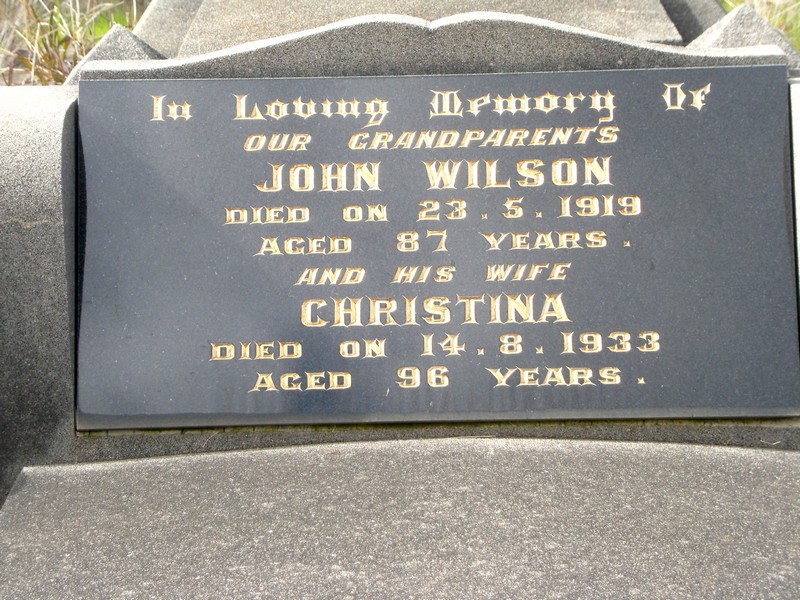 In Loving Memory Of
OUR GRANDPARENTS
JOHN WILSON
DIED ON 23.5.1919
AGED 87 YEARS.
AND HIS WIFE
CHRISTINA
DIED ON 14.8.1933
AGED 96 YEARS.